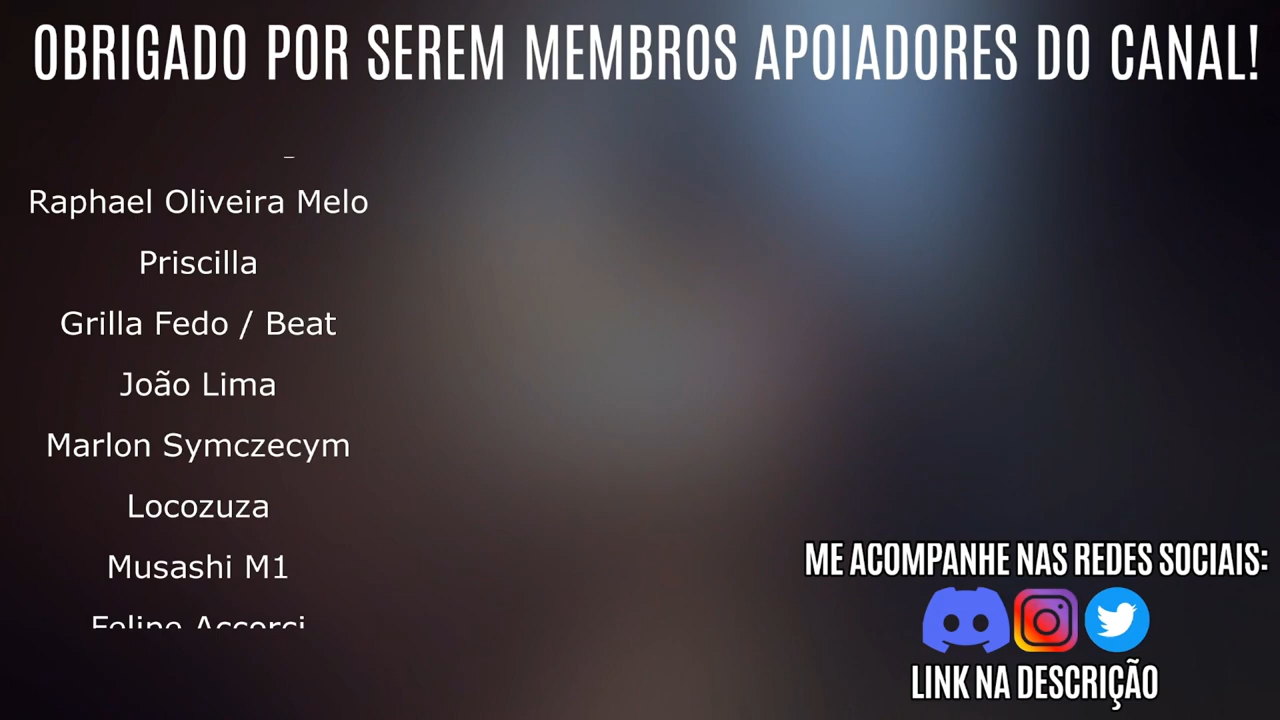 OBRIGADO POR SEREM MEMBROS APOIADORES DO CANAL!
Raphael Oliveira Melo
Priscilla
Grilla Fedo / Beat
João Lima
Marlon Symczecym
Locozuza
Musashi M1
ME ACOMPANHE NAS REDES SOCIAIS:
LINK NA DESCRIÇÃO